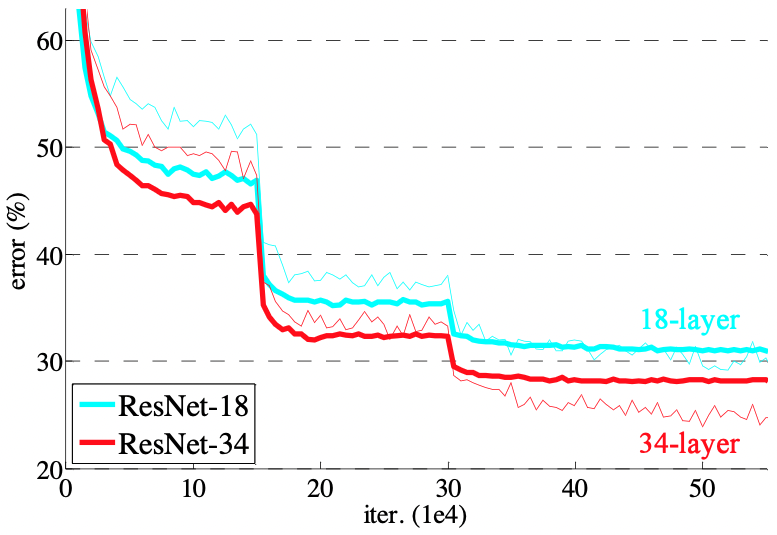 60
50
40
30
20
error (%)
18-layer
34-layer
ResNet-18
ResNet-34
0 10 20 30 40 50
iter. (1e4)